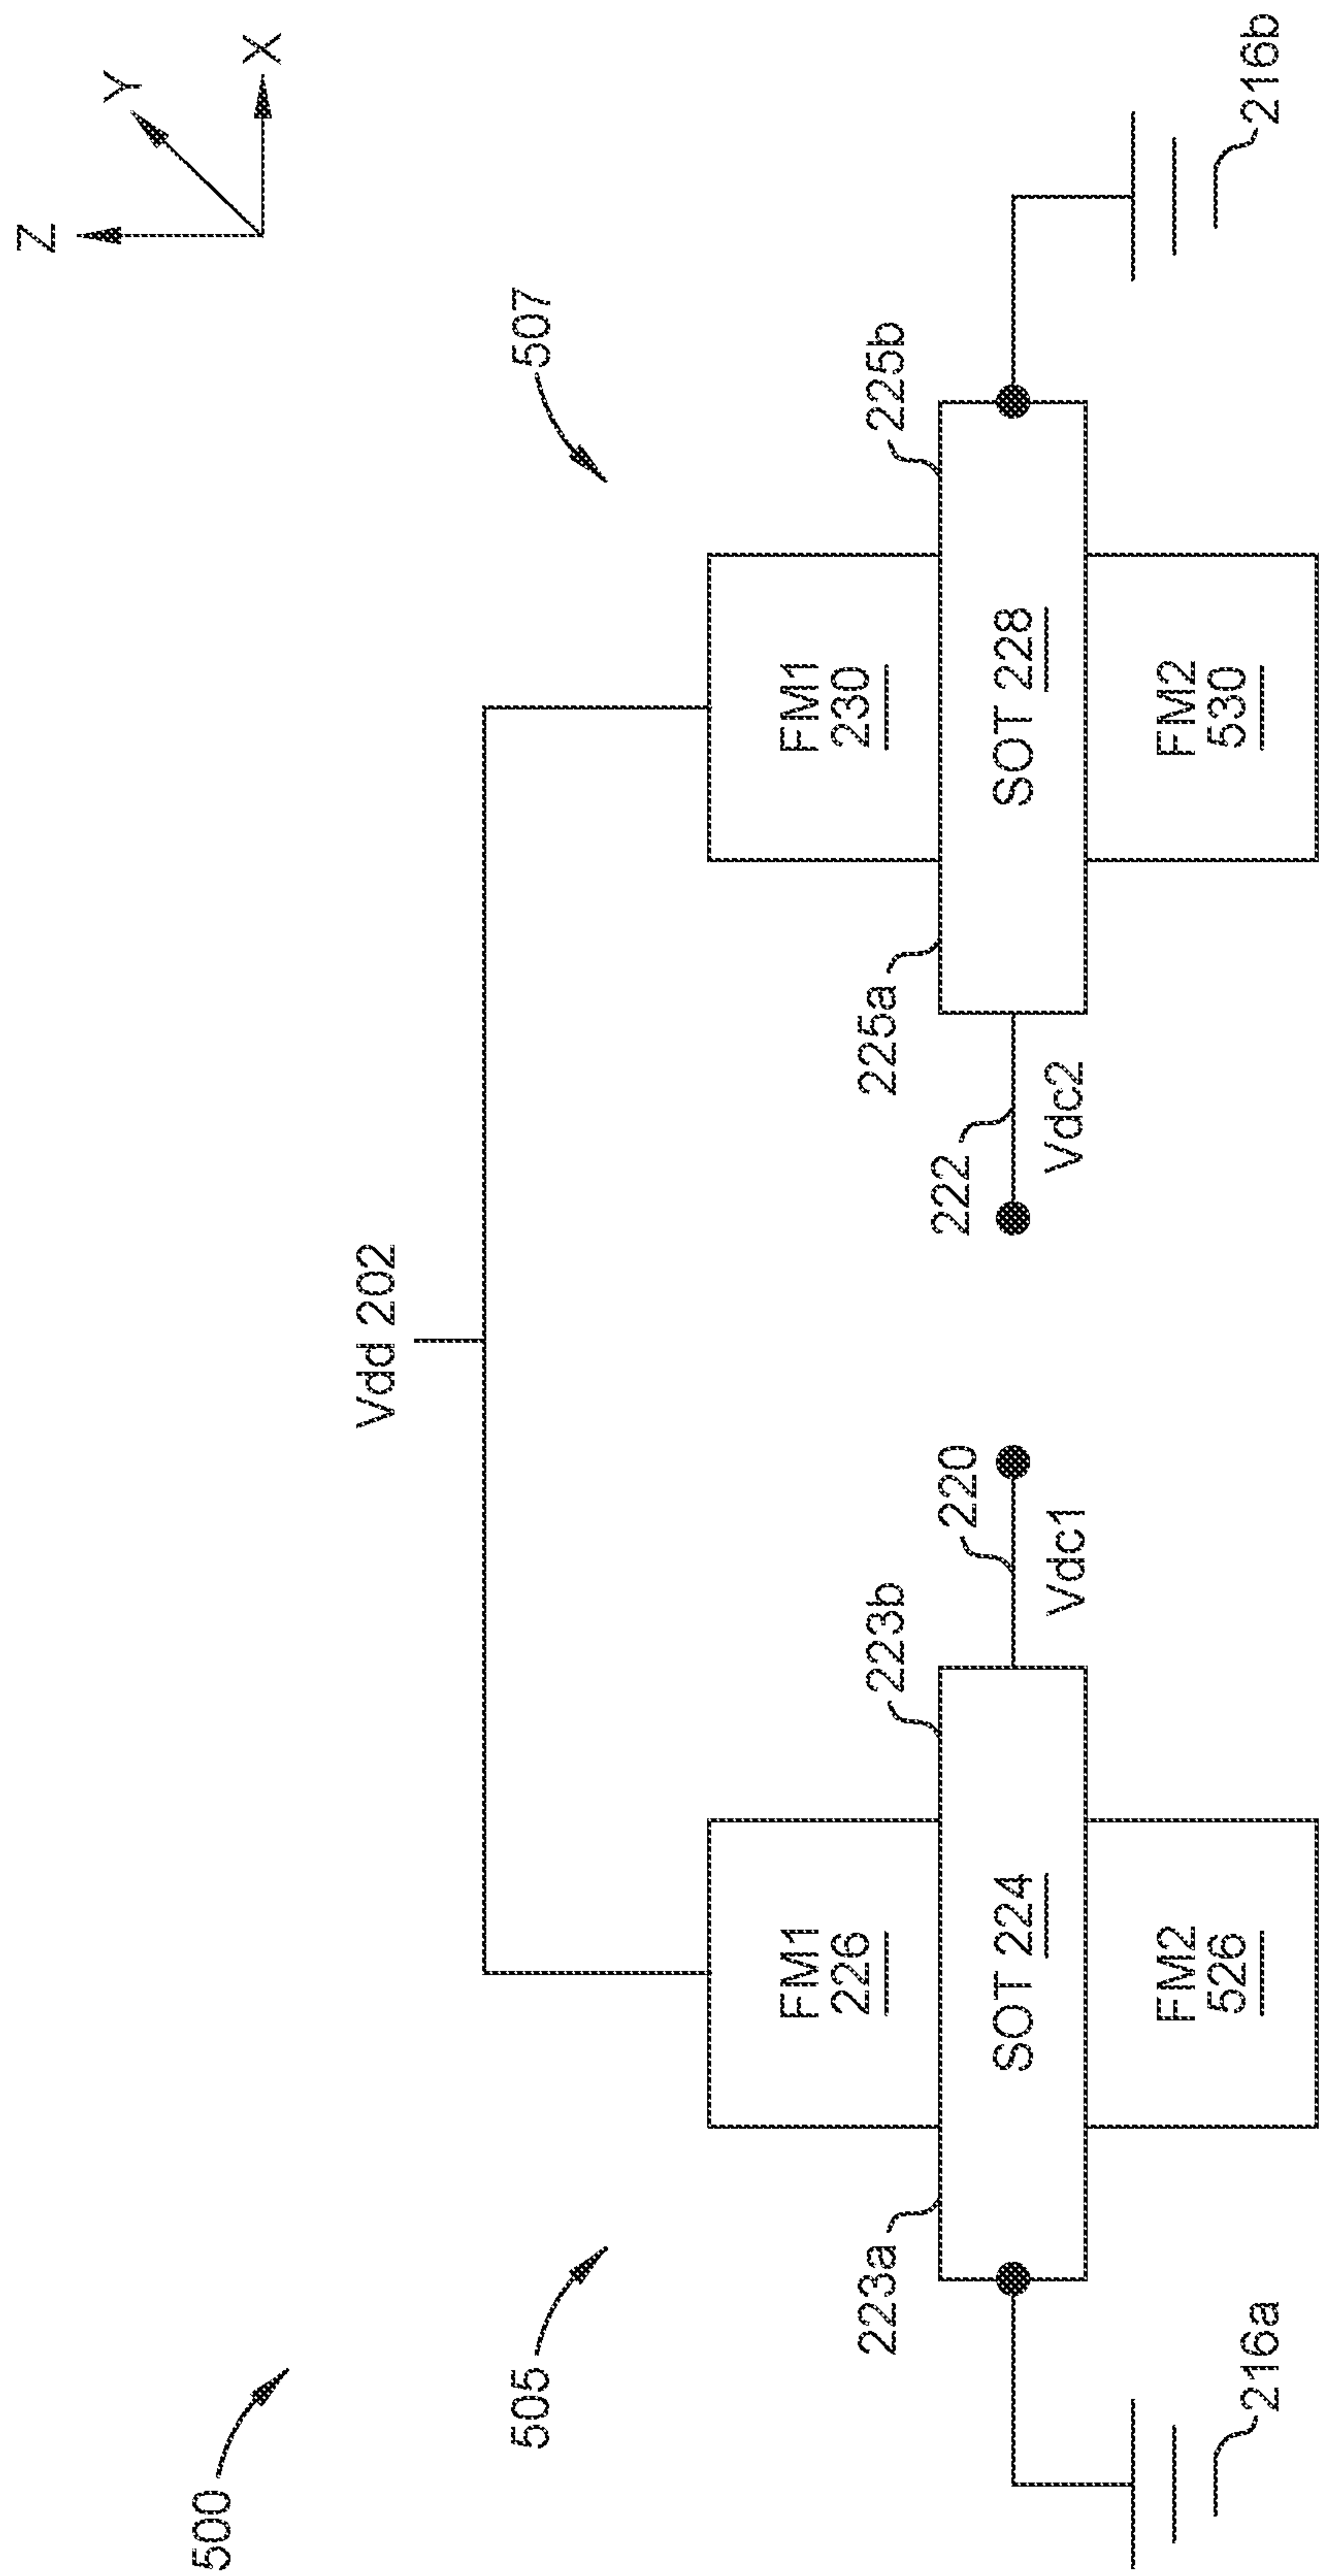 500
Z
Y
X
Vdd 202
505
507
FM1
226
FM1
230
223a
223b
225a
225b
SOT 224
220
222
SOT 228
Vdc1
Vdc2
FM2
526
FM2
530
216a
216b